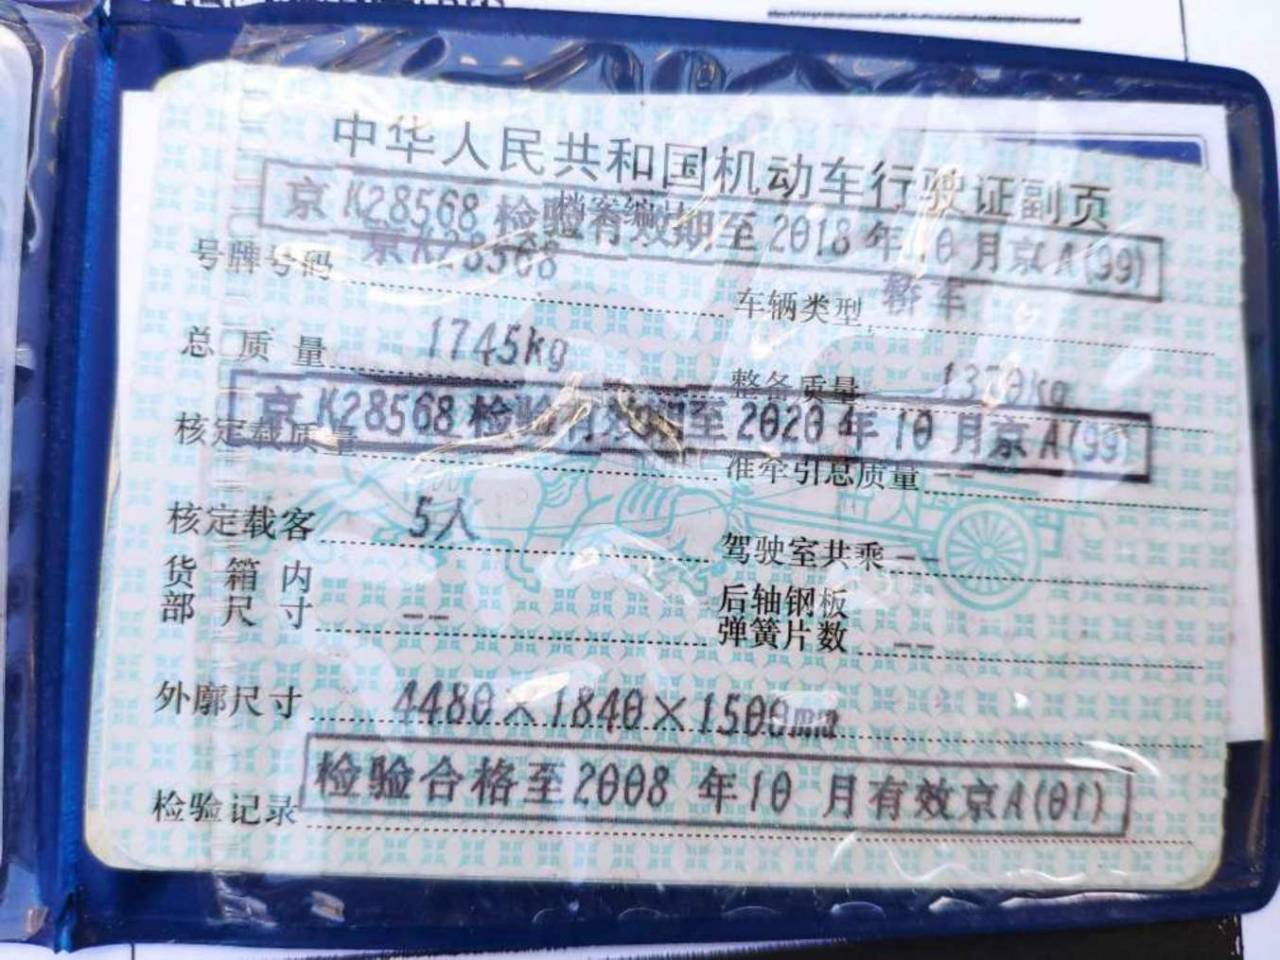 中华人民共和国机动车行驶证副页
京K28568 检验有效期至2018年10月京A(99)
号牌号码 京K28568 车辆类型 轿车
总质量 1745kg 整备质量 1370kg
京K28568 检验有效期至2020年10月京A(99)
核定载质量 准牵引总质量 --
核定载客 5人 驾驶室共乘 --
货箱内部尺寸 -- 后轴钢板弹簧片数 --
外廓尺寸 4480×1840×1500mm
检验记录 检验合格至2008年10月有效京A(01)